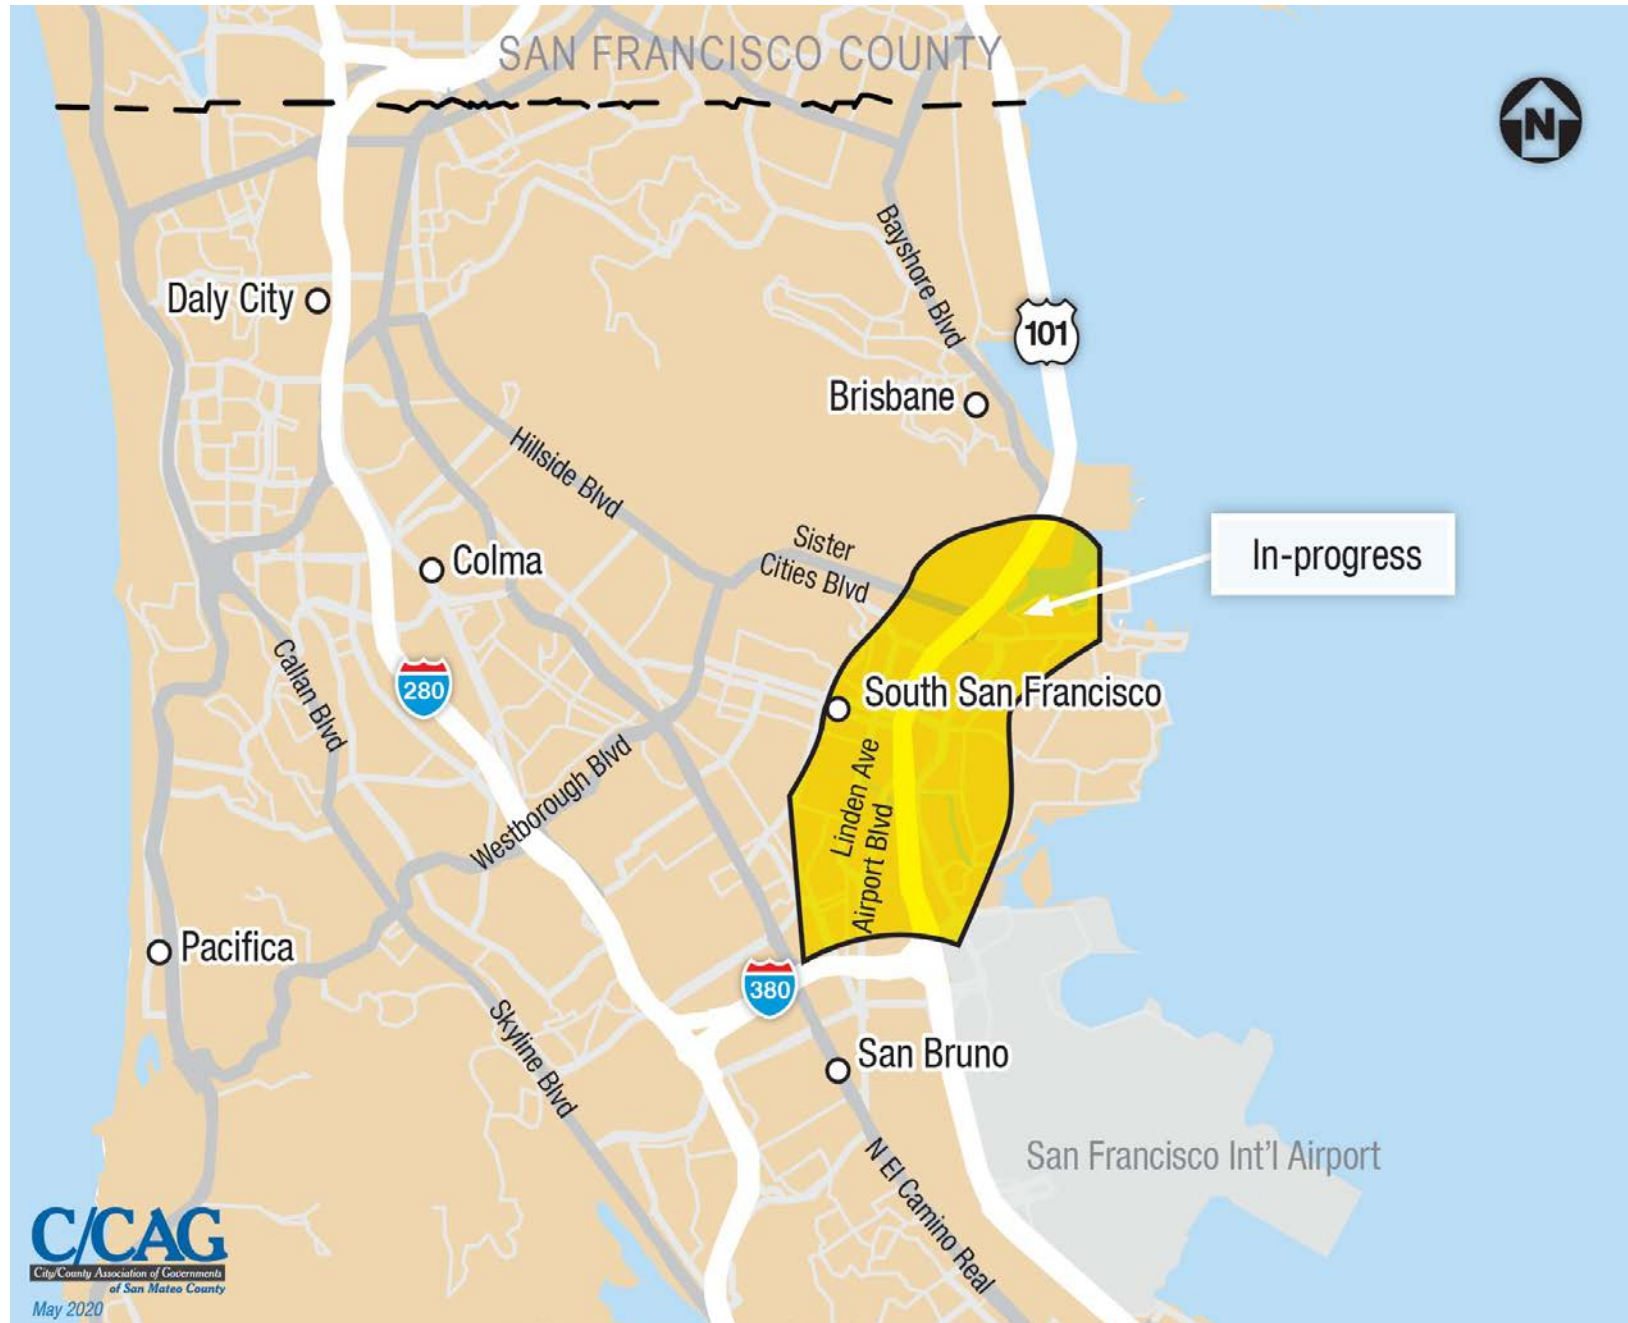 SAN FRANCISCO COUNTY
N
Daly City
Bayshore Blvd
101
Brisbane
Hillside Blvd
Sister
Cities Blvd
In-progress
Colma
Callan Blvd
280
South San Francisco
Westborough Blvd
Linden Ave
Airport Blvd
Pacifica
380
Skyline Blvd
San Bruno
N El Camino Real
San Francisco Int'l Airport
C/CAG
City/County Association of Governments
of San Mateo County
May 2020